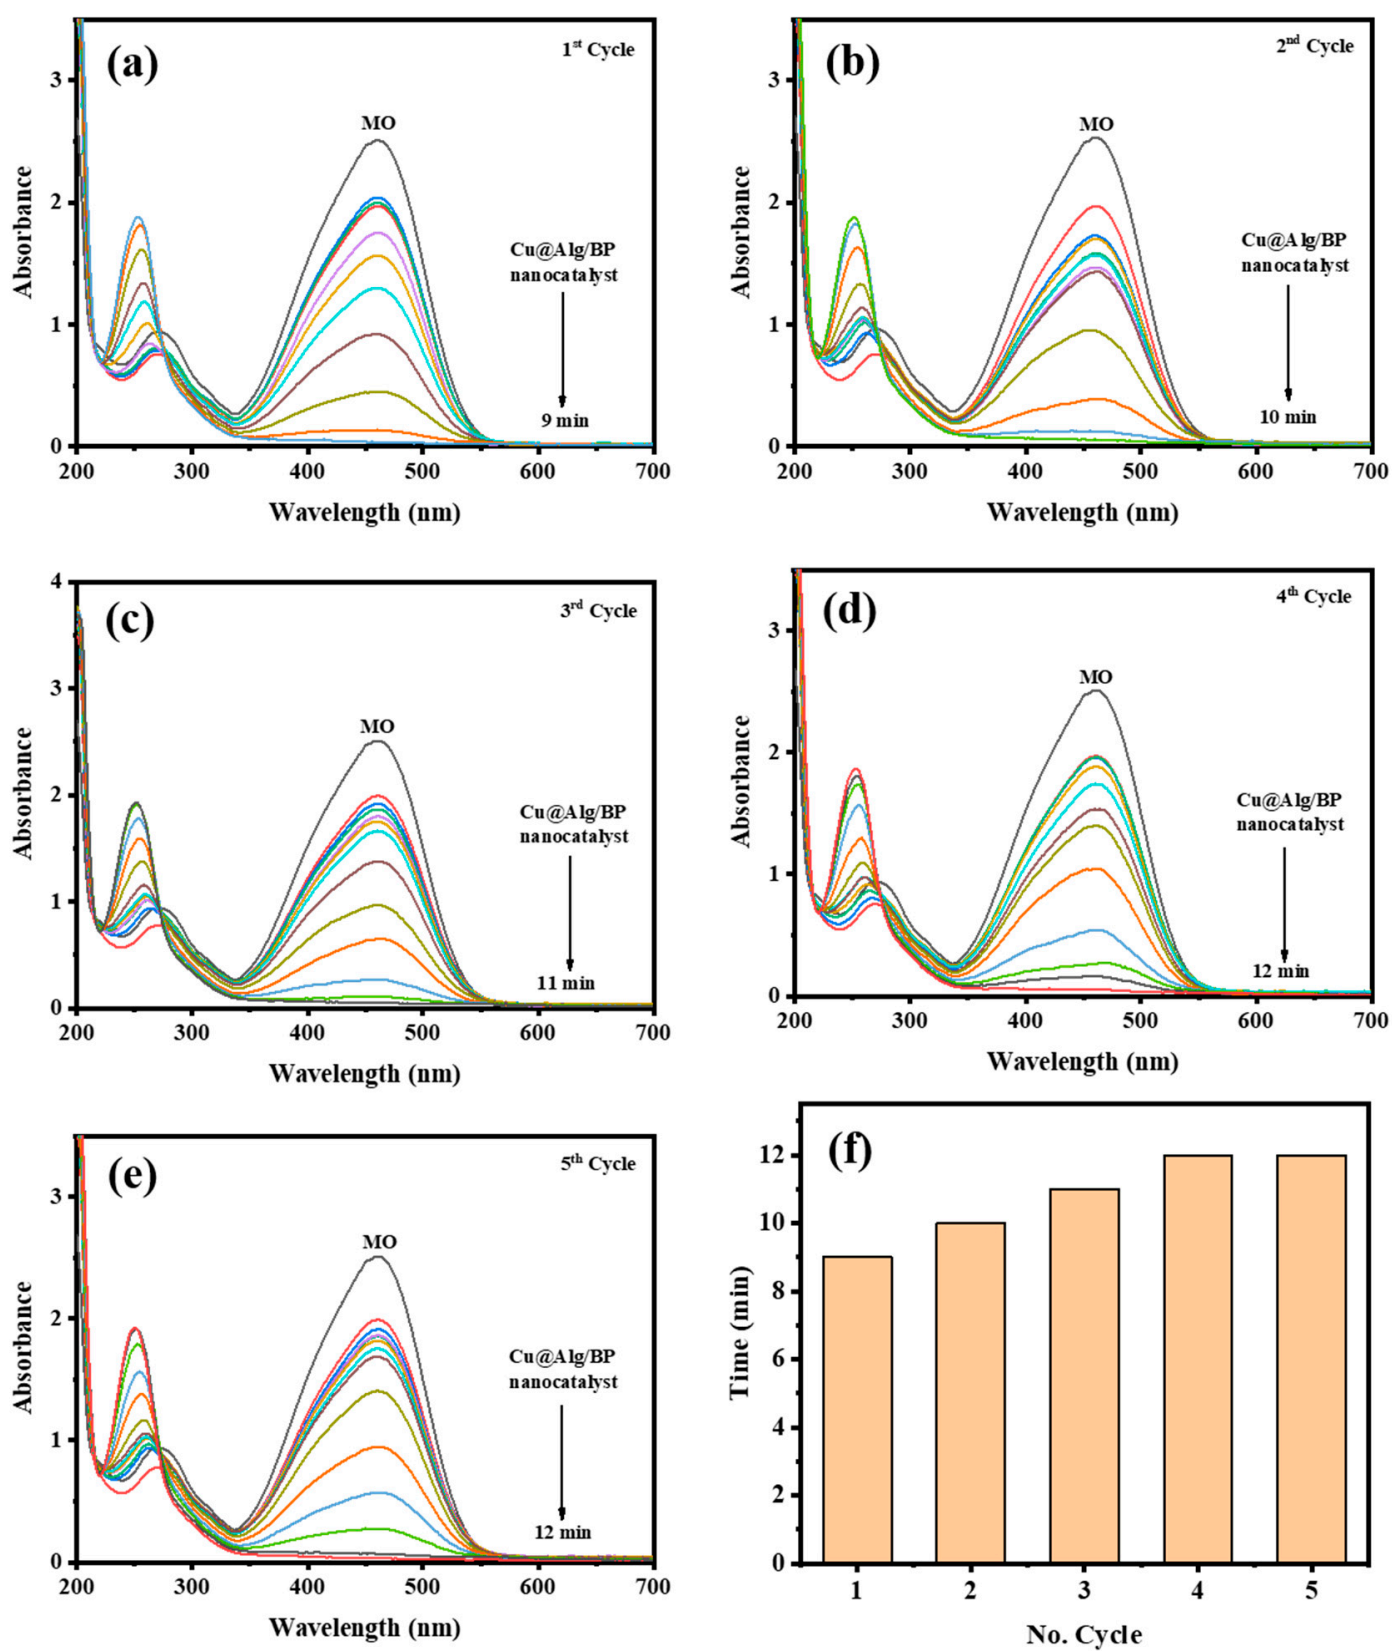 (a)
1st Cycle
MO
Cu@Alg/BP
nanocatalyst
9 min
Absorbance
3
2
1
0
200 300 400 500 600 700
Wavelength (nm)
(b)
2nd Cycle
MO
Cu@Alg/BP
nanocatalyst
10 min
Absorbance
3
2
1
0
200 300 400 500 600 700
Wavelength (nm)
(c)
3rd Cycle
MO
Cu@Alg/BP
nanocatalyst
11 min
Absorbance
4
3
2
1
0
200 300 400 500 600 700
Wavelength (nm)
(d)
4th Cycle
MO
Cu@Alg/BP
nanocatalyst
12 min
Absorbance
3
2
1
0
200 300 400 500 600 700
Wavelength (nm)
(e)
5th Cycle
MO
Cu@Alg/BP
nanocatalyst
12 min
Absorbance
3
2
1
0
200 300 400 500 600 700
Wavelength (nm)
(f)
Time (min)
12
10
8
6
4
2
0
1 2 3 4 5
No. Cycle